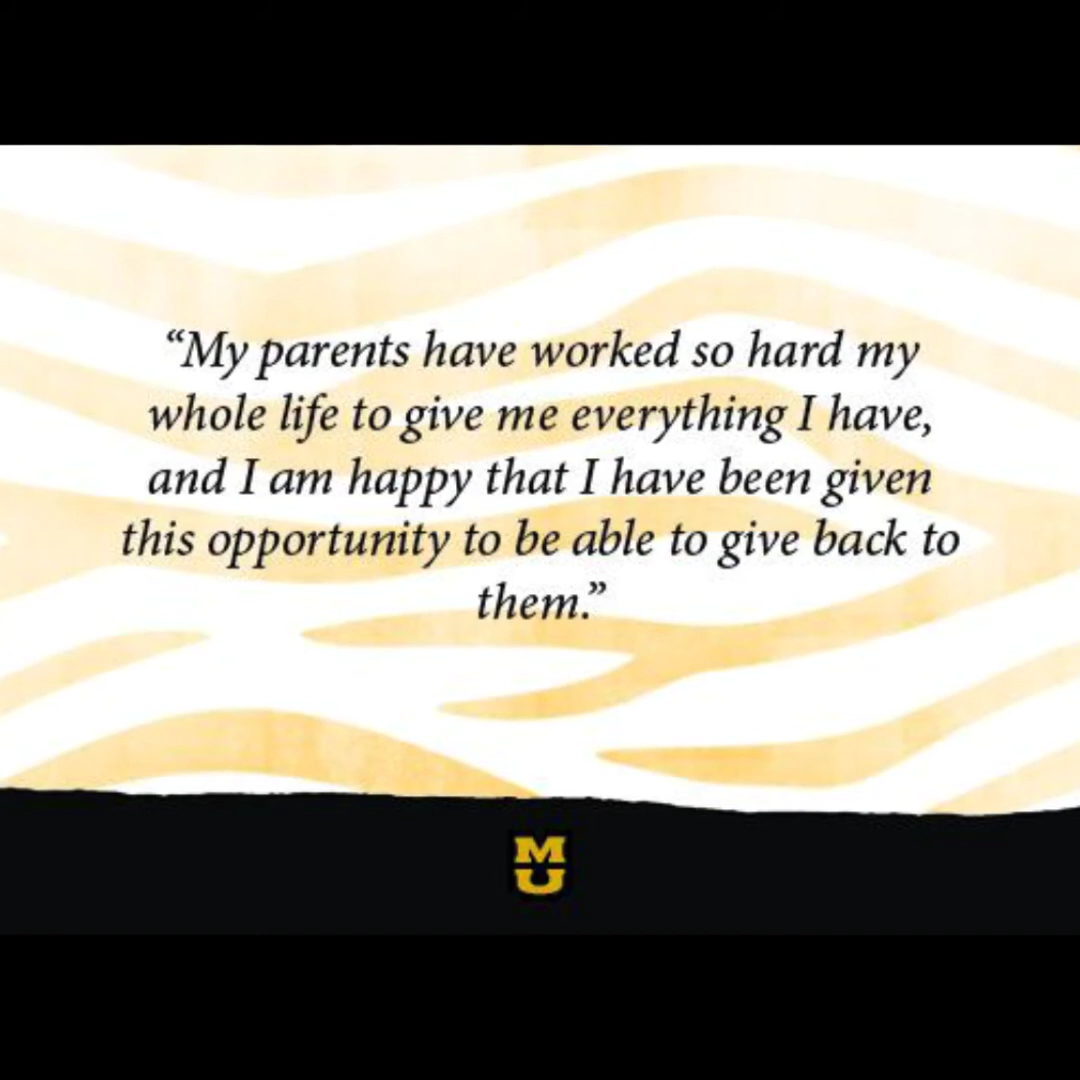 “My parents have worked so hard my
whole life to give me everything I have,
and I am happy that I have been given
this opportunity to be able to give back to
them.”
M
U